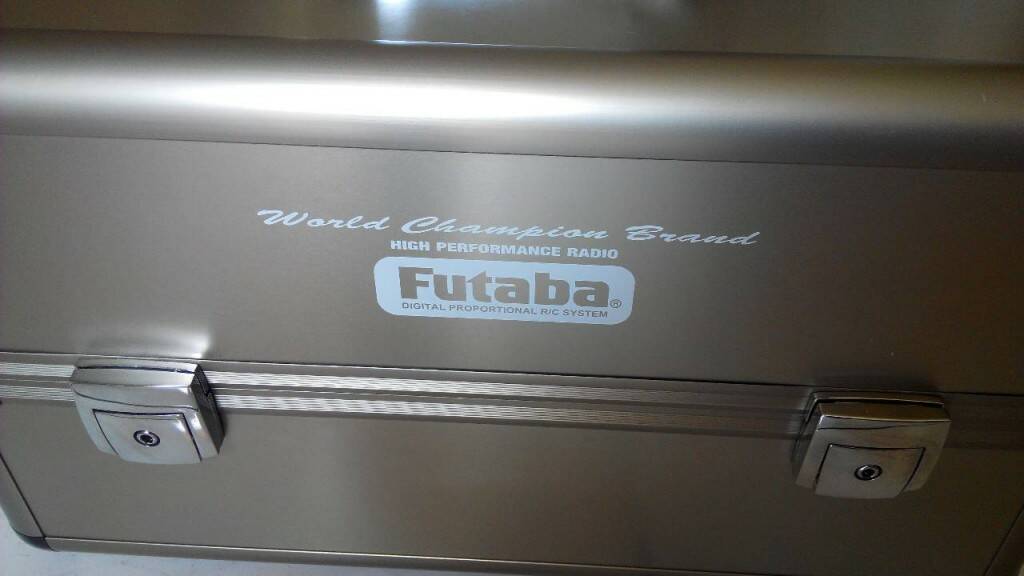 World Champion Brand
HIGH PERFORMANCE RADIO
Futaba®
DIGITAL PROPORTIONAL R/C SYSTEM